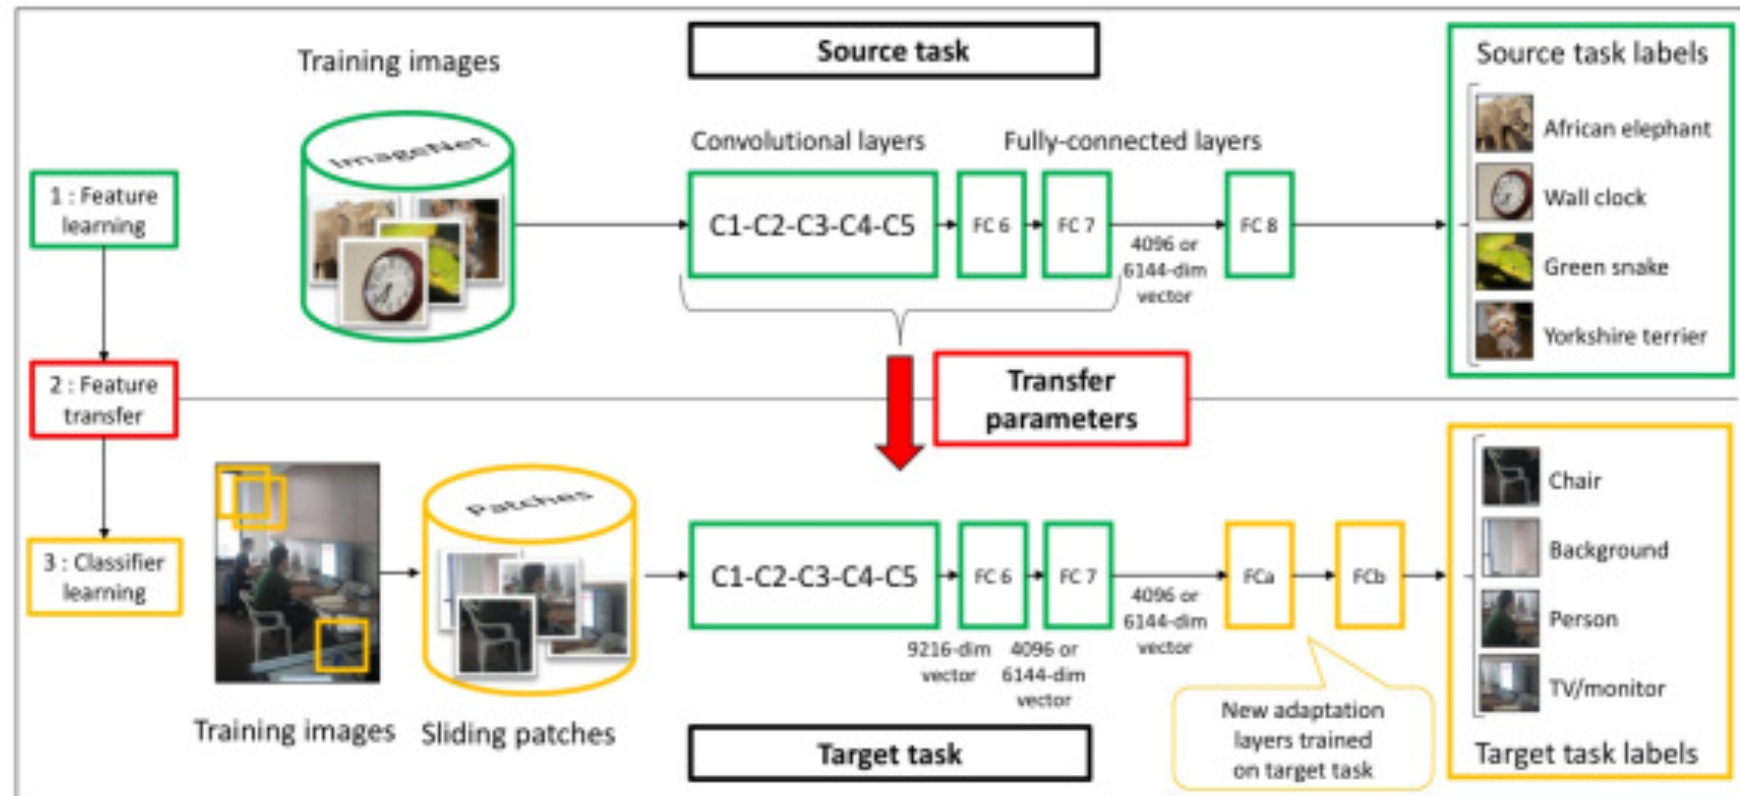 Training images
Source task
Source task labels
ImageNet
Convolutional layers
Fully-connected layers
African elephant
1 : Feature
learning
C1-C2-C3-C4-C5
FC 6
FC 7
4096 or
6144-dim
vector
FC 8
Wall clock
Green snake
Yorkshire terrier
2 : Feature
transfer
Transfer
parameters
3 : Classifier
learning
Training images
Patches
Sliding patches
C1-C2-C3-C4-C5
9216-dim
vector
FC 6
4096 or
6144-dim
vector
FC 7
4096 or
6144-dim
vector
FCa
FCb
New adaptation
layers trained
on target task
Chair
Background
Person
TV/monitor
Target task labels
Target task